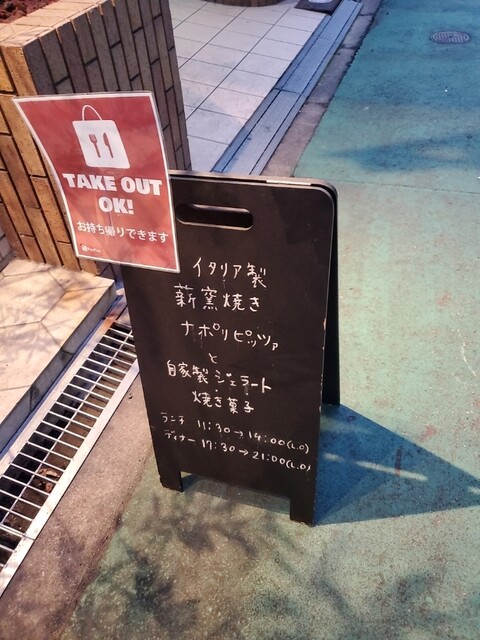 TAKE OUT
OK!
お持ち帰りできます
イタリア製
薪窯焼き
ナポリピッツァ
と
自家製ジェラート
・
焼き菓子
ランチ 11:30→14:00(L.O)
ディナー 17:30→21:00(L.O)